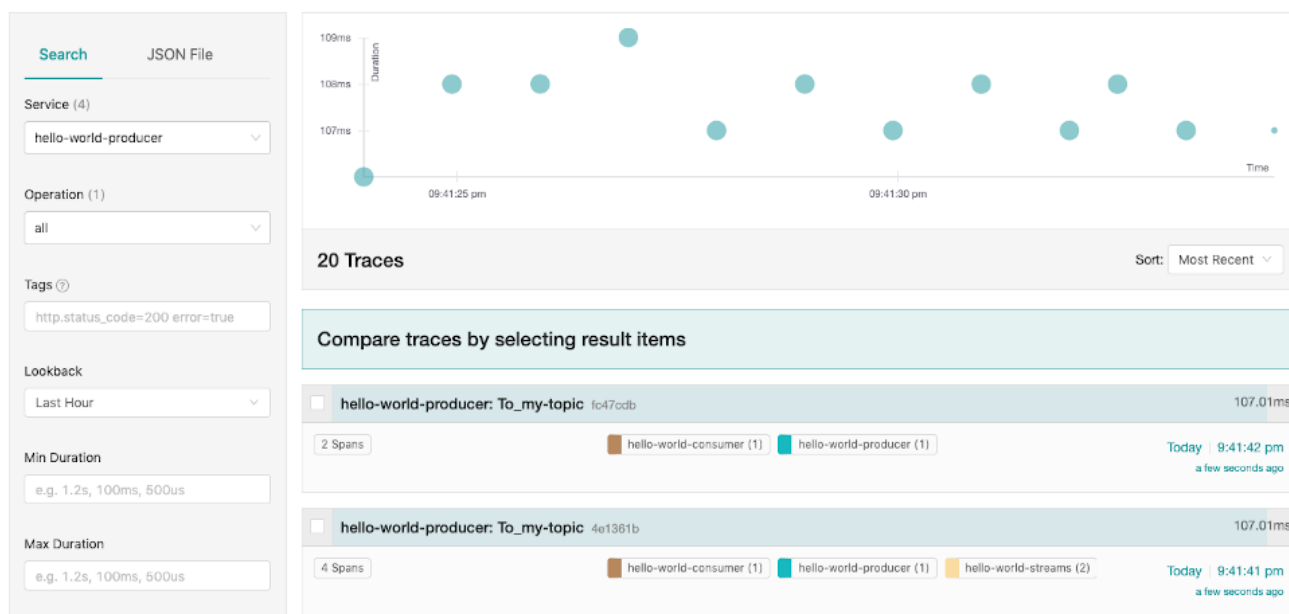 Search JSON File
Service (4)
hello-world-producer
Operation (1)
all
Tags ?
http.status_code=200 error=true
Lookback
Last Hour
Min Duration
e.g. 1.2s, 100ms, 500us
Max Duration
e.g. 1.2s, 100ms, 500us
109ms
108ms
107ms
Duration
Time
09:41:25 pm 09:41:30 pm
20 Traces
Sort: Most Recent
Compare traces by selecting result items
hello-world-producer: To_my-topic fc47cdb 107.01ms
2 Spans hello-world-consumer (1) hello-world-producer (1) Today 9:41:42 pm
a few seconds ago
hello-world-producer: To_my-topic 4e1361b 107.01ms
4 Spans hello-world-consumer (1) hello-world-producer (1) hello-world-streams (2) Today 9:41:41 pm
a few seconds ago